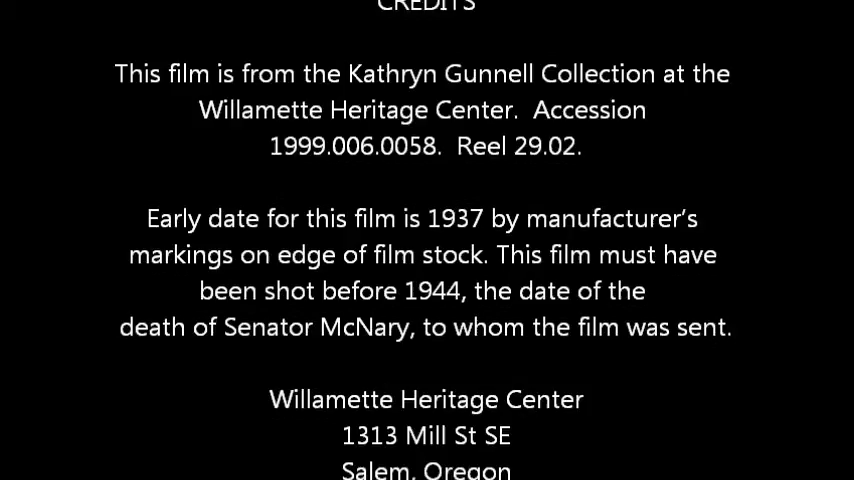 CREDITS
This film is from the Kathryn Gunnell Collection at the
Willamette Heritage Center.  Accession
1999.006.0058.  Reel 29.02.
Early date for this film is 1937 by manufacturer’s
markings on edge of film stock. This film must have
been shot before 1944, the date of the
death of Senator McNary, to whom the film was sent.
Willamette Heritage Center
1313 Mill St SE
Salem, Oregon